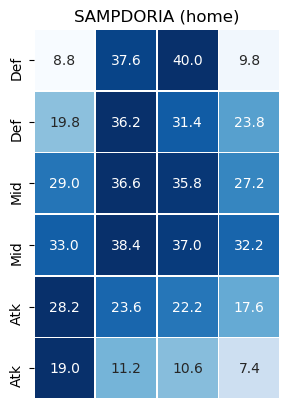 SAMPDORIA (home)
Def 8.8 37.6 40.0 9.8
Def 19.8 36.2 31.4 23.8
Mid 29.0 36.6 35.8 27.2
Mid 33.0 38.4 37.0 32.2
Atk 28.2 23.6 22.2 17.6
Atk 19.0 11.2 10.6 7.4